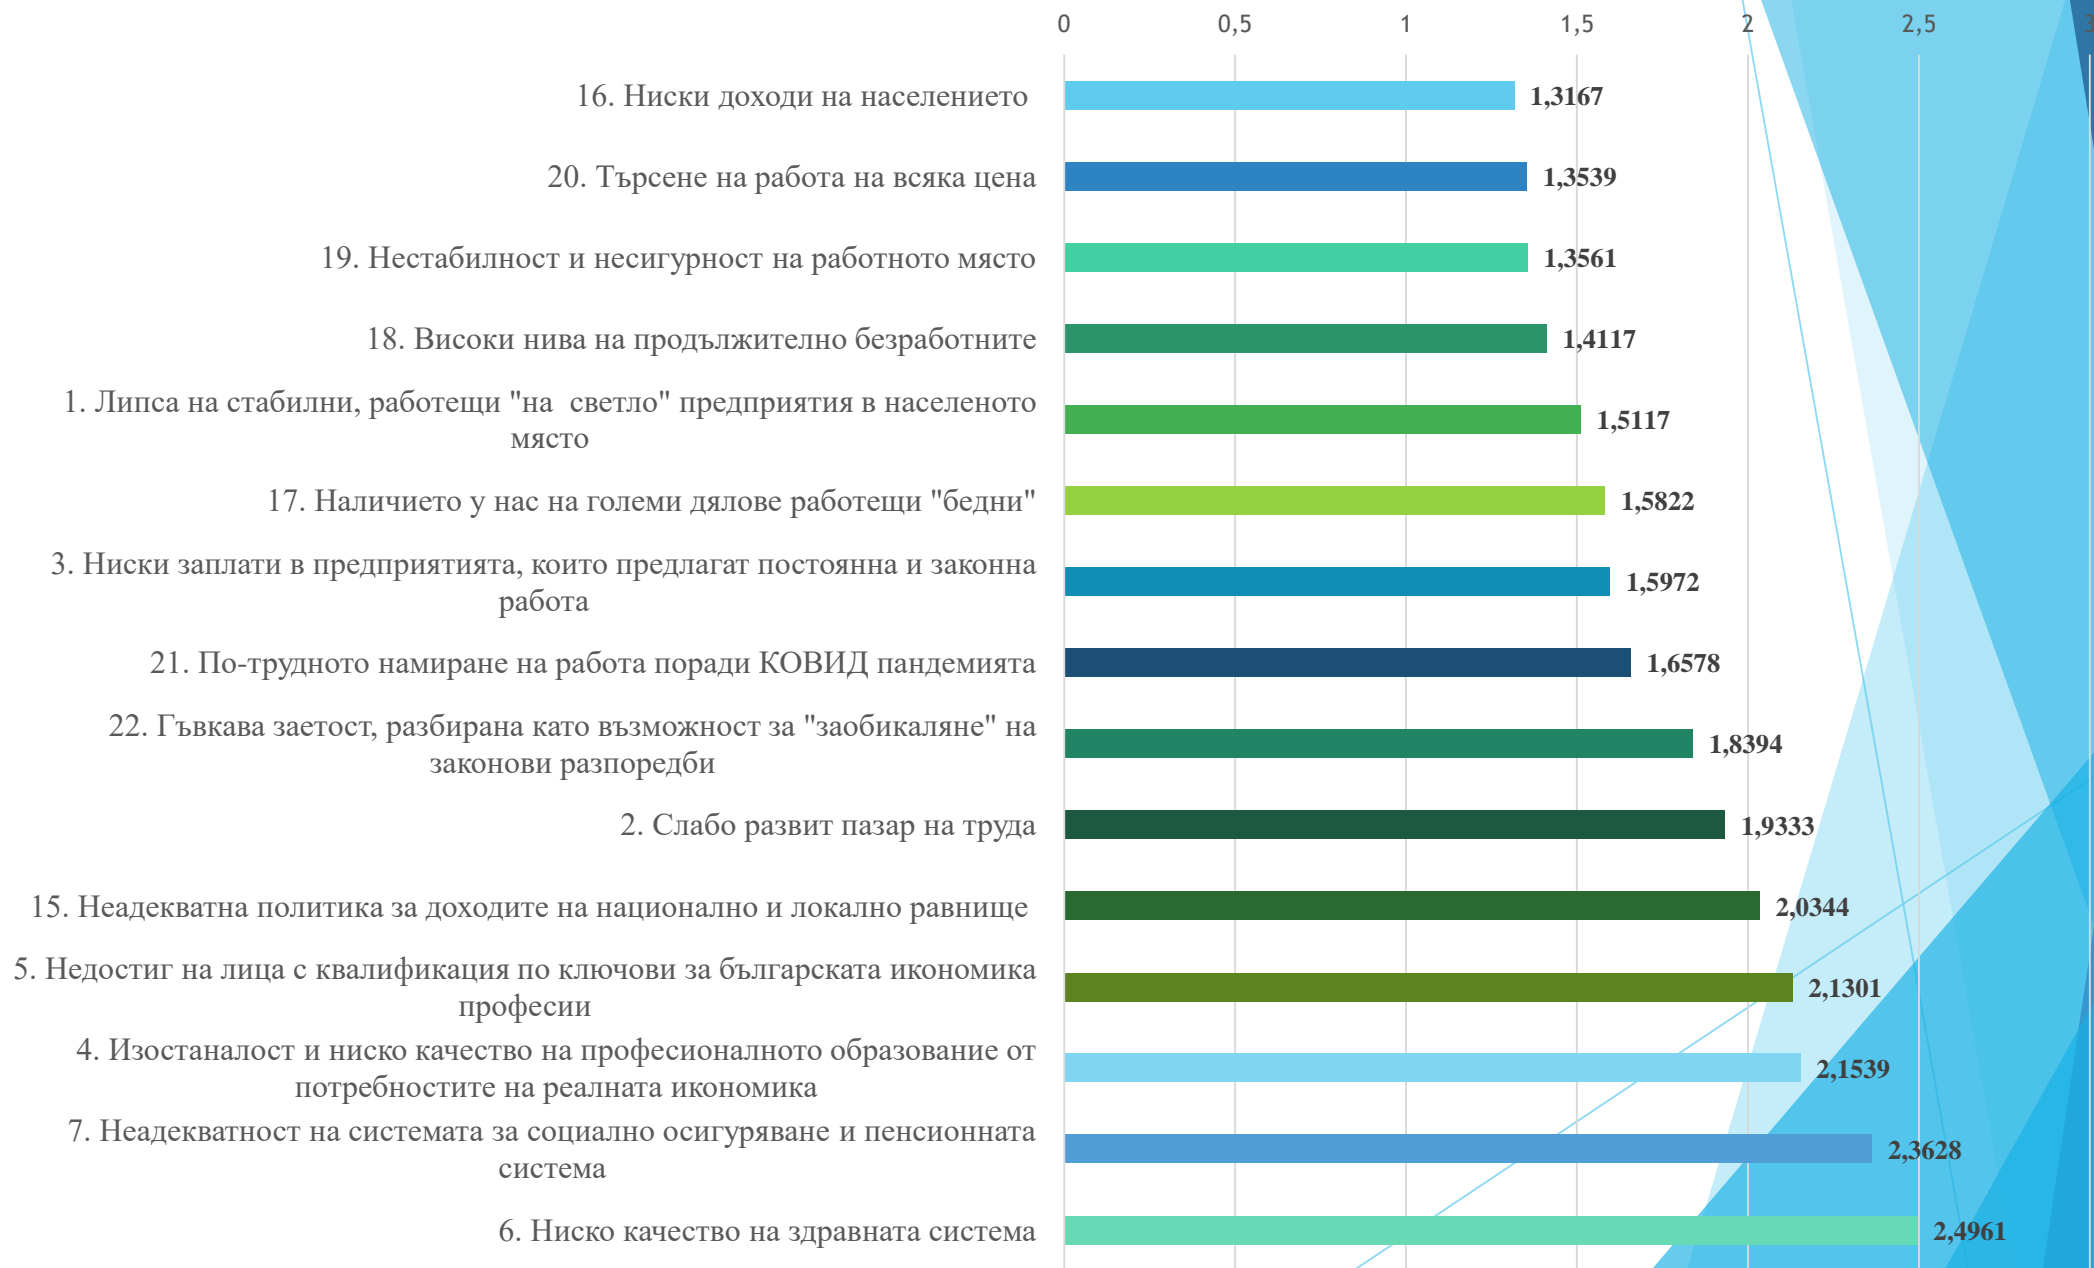 0 0,5 1 1,5 2 2,5 3
16. Ниски доходи на населението 1,3167
20. Търсене на работа на всяка цена 1,3539
19. Нестабилност и несигурност на работното място 1,3561
18. Високи нива на продължително безработните 1,4117
1. Липса на стабилни, работещи "на светло" предприятия в населеното
място
1,5117
17. Наличието у нас на големи дялове работещи "бедни" 1,5822
3. Ниски заплати в предприятията, които предлагат постоянна и законна
работа
1,5972
21. По-трудното намиране на работа поради КОВИД пандемията 1,6578
22. Гъвкава заетост, разбирана като възможност за "заобикаляне" на
законови разпоредби
1,8394
2. Слабо развит пазар на труда 1,9333
15. Неадекватна политика за доходите на национално и локално равнище 2,0344
5. Недостиг на лица с квалификация по ключови за българската икономика
професии
2,1301
4. Изостаналост и ниско качество на професионалното образование от
потребностите на реалната икономика
2,1539
7. Неадекватност на системата за социално осигуряване и пенсионната
система
2,3628
6. Ниско качество на здравната система 2,4961